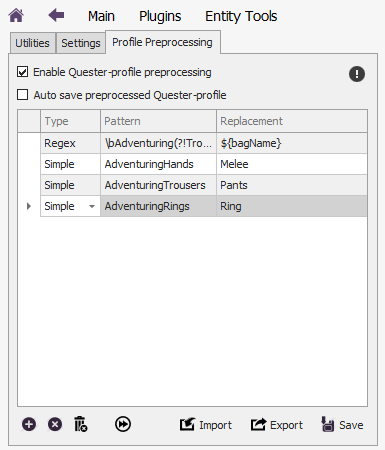 Main Plugins Entity Tools
Utilities Settings Profile Preprocessing
Enable Quester-profile preprocessing
Auto save preprocessed Quester-profile
Type Pattern Replacement
Regex \bAdventuring(?!Tro... ${bagName}
Simple AdventuringHands Melee
Simple AdventuringTrousers Pants
Simple AdventuringRings Ring
Import Export Save